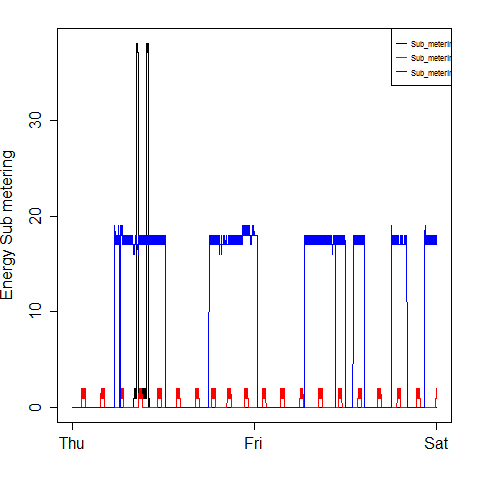 Energy Sub metering
30
20
10
0
Thu Fri Sat
Sub_meterin
Sub_meterin
Sub_meterin